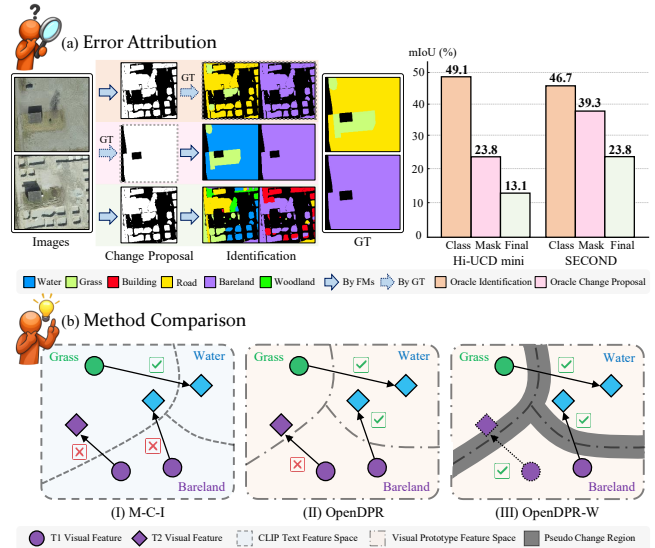 ?
(a) Error Attribution
GT
GT
Images
Change Proposal
Identification
GT
mIoU (%)
50
40
30
20
10
0
49.1
23.8
13.1
46.7
39.3
23.8
Class Mask Final
Class Mask Final
Hi-UCD mini
SECOND
Water Grass Building Road Bareland Woodland By FMs By GT Oracle Identification Oracle Change Proposal
(b) Method Comparison
Grass Water
Bareland
Grass Water
Bareland
Grass Water
Bareland
(I) M-C-I
(II) OpenDPR
(III) OpenDPR-W
T1 Visual Feature T2 Visual Feature CLIP Text Feature Space Visual Prototype Feature Space Pseudo Change Region